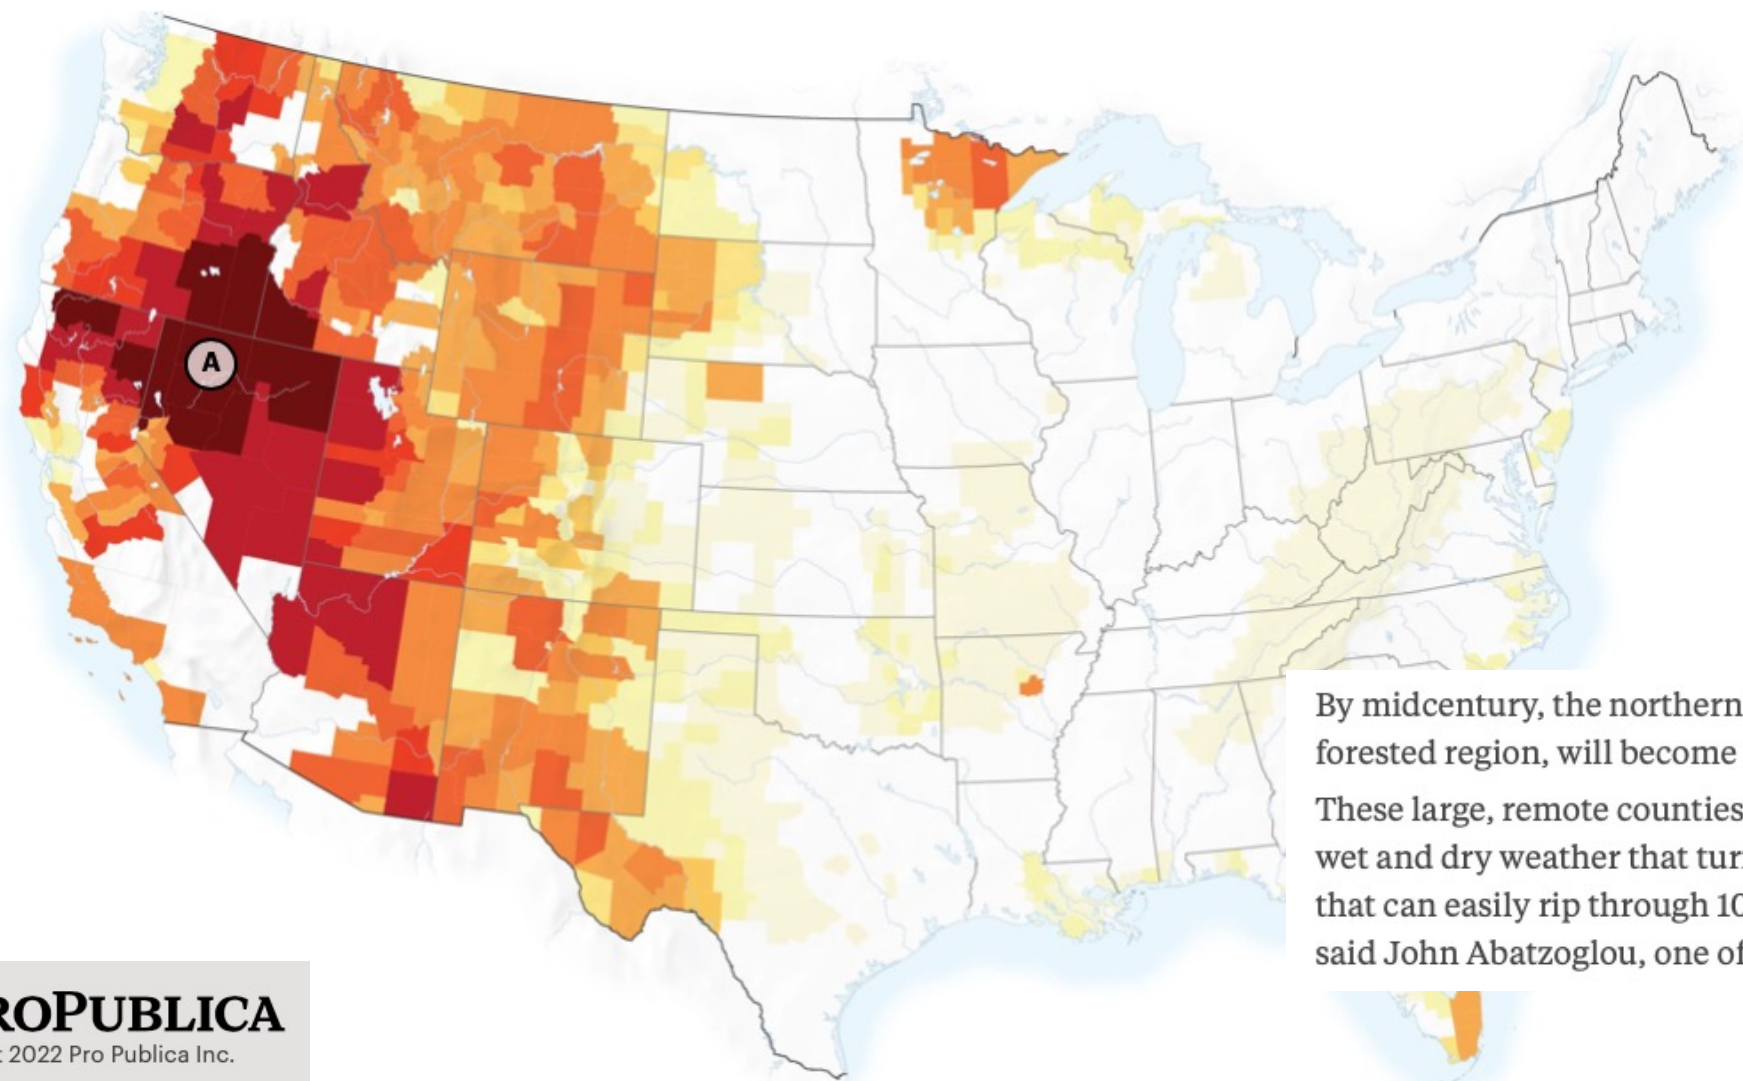 A
By midcentury, the northern
forested region, will become
These large, remote counties
wet and dry weather that tur
that can easily rip through 10
said John Abatzoglou, one of
ROPUBLICA
t 2022 Pro Publica Inc.